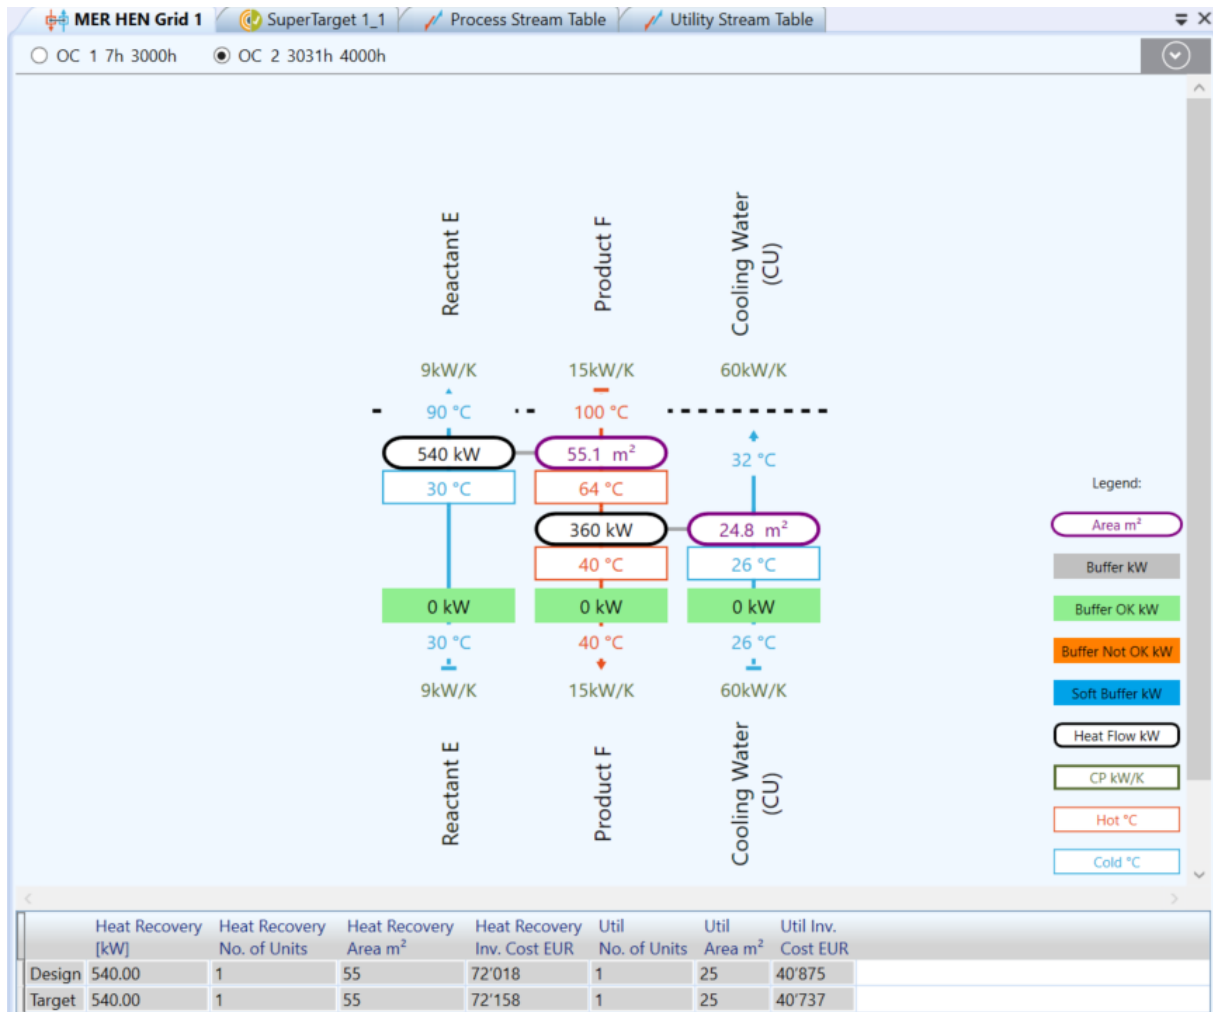 MER HEN Grid 1
SuperTarget 1_1
Process Stream Table
Utility Stream Table
OC 1 7h 3000h
OC 2 3031h 4000h
Reactant E
Product F
Cooling Water
(CU)
9kW/K
15kW/K
60kW/K
90 °C
100 °C
540 kW
55.1 m²
32 °C
30 °C
64 °C
360 kW
24.8 m²
40 °C
26 °C
0 kW
0 kW
0 kW
30 °C
40 °C
26 °C
9kW/K
15kW/K
60kW/K
Reactant E
Product F
Cooling Water
(CU)
Legend:
Area m²
Buffer kW
Buffer OK kW
Buffer Not OK kW
Soft Buffer kW
Heat Flow kW
CP kW/K
Hot °C
Cold °C
Heat Recovery [kW] Heat Recovery No. of Units Heat Recovery Area m² Heat Recovery Inv. Cost EUR Util No. of Units Util Area m² Util Inv. Cost EUR
Design 540.00 1 55 72'018 1 25 40'875
Target 540.00 1 55 72'158 1 25 40'737